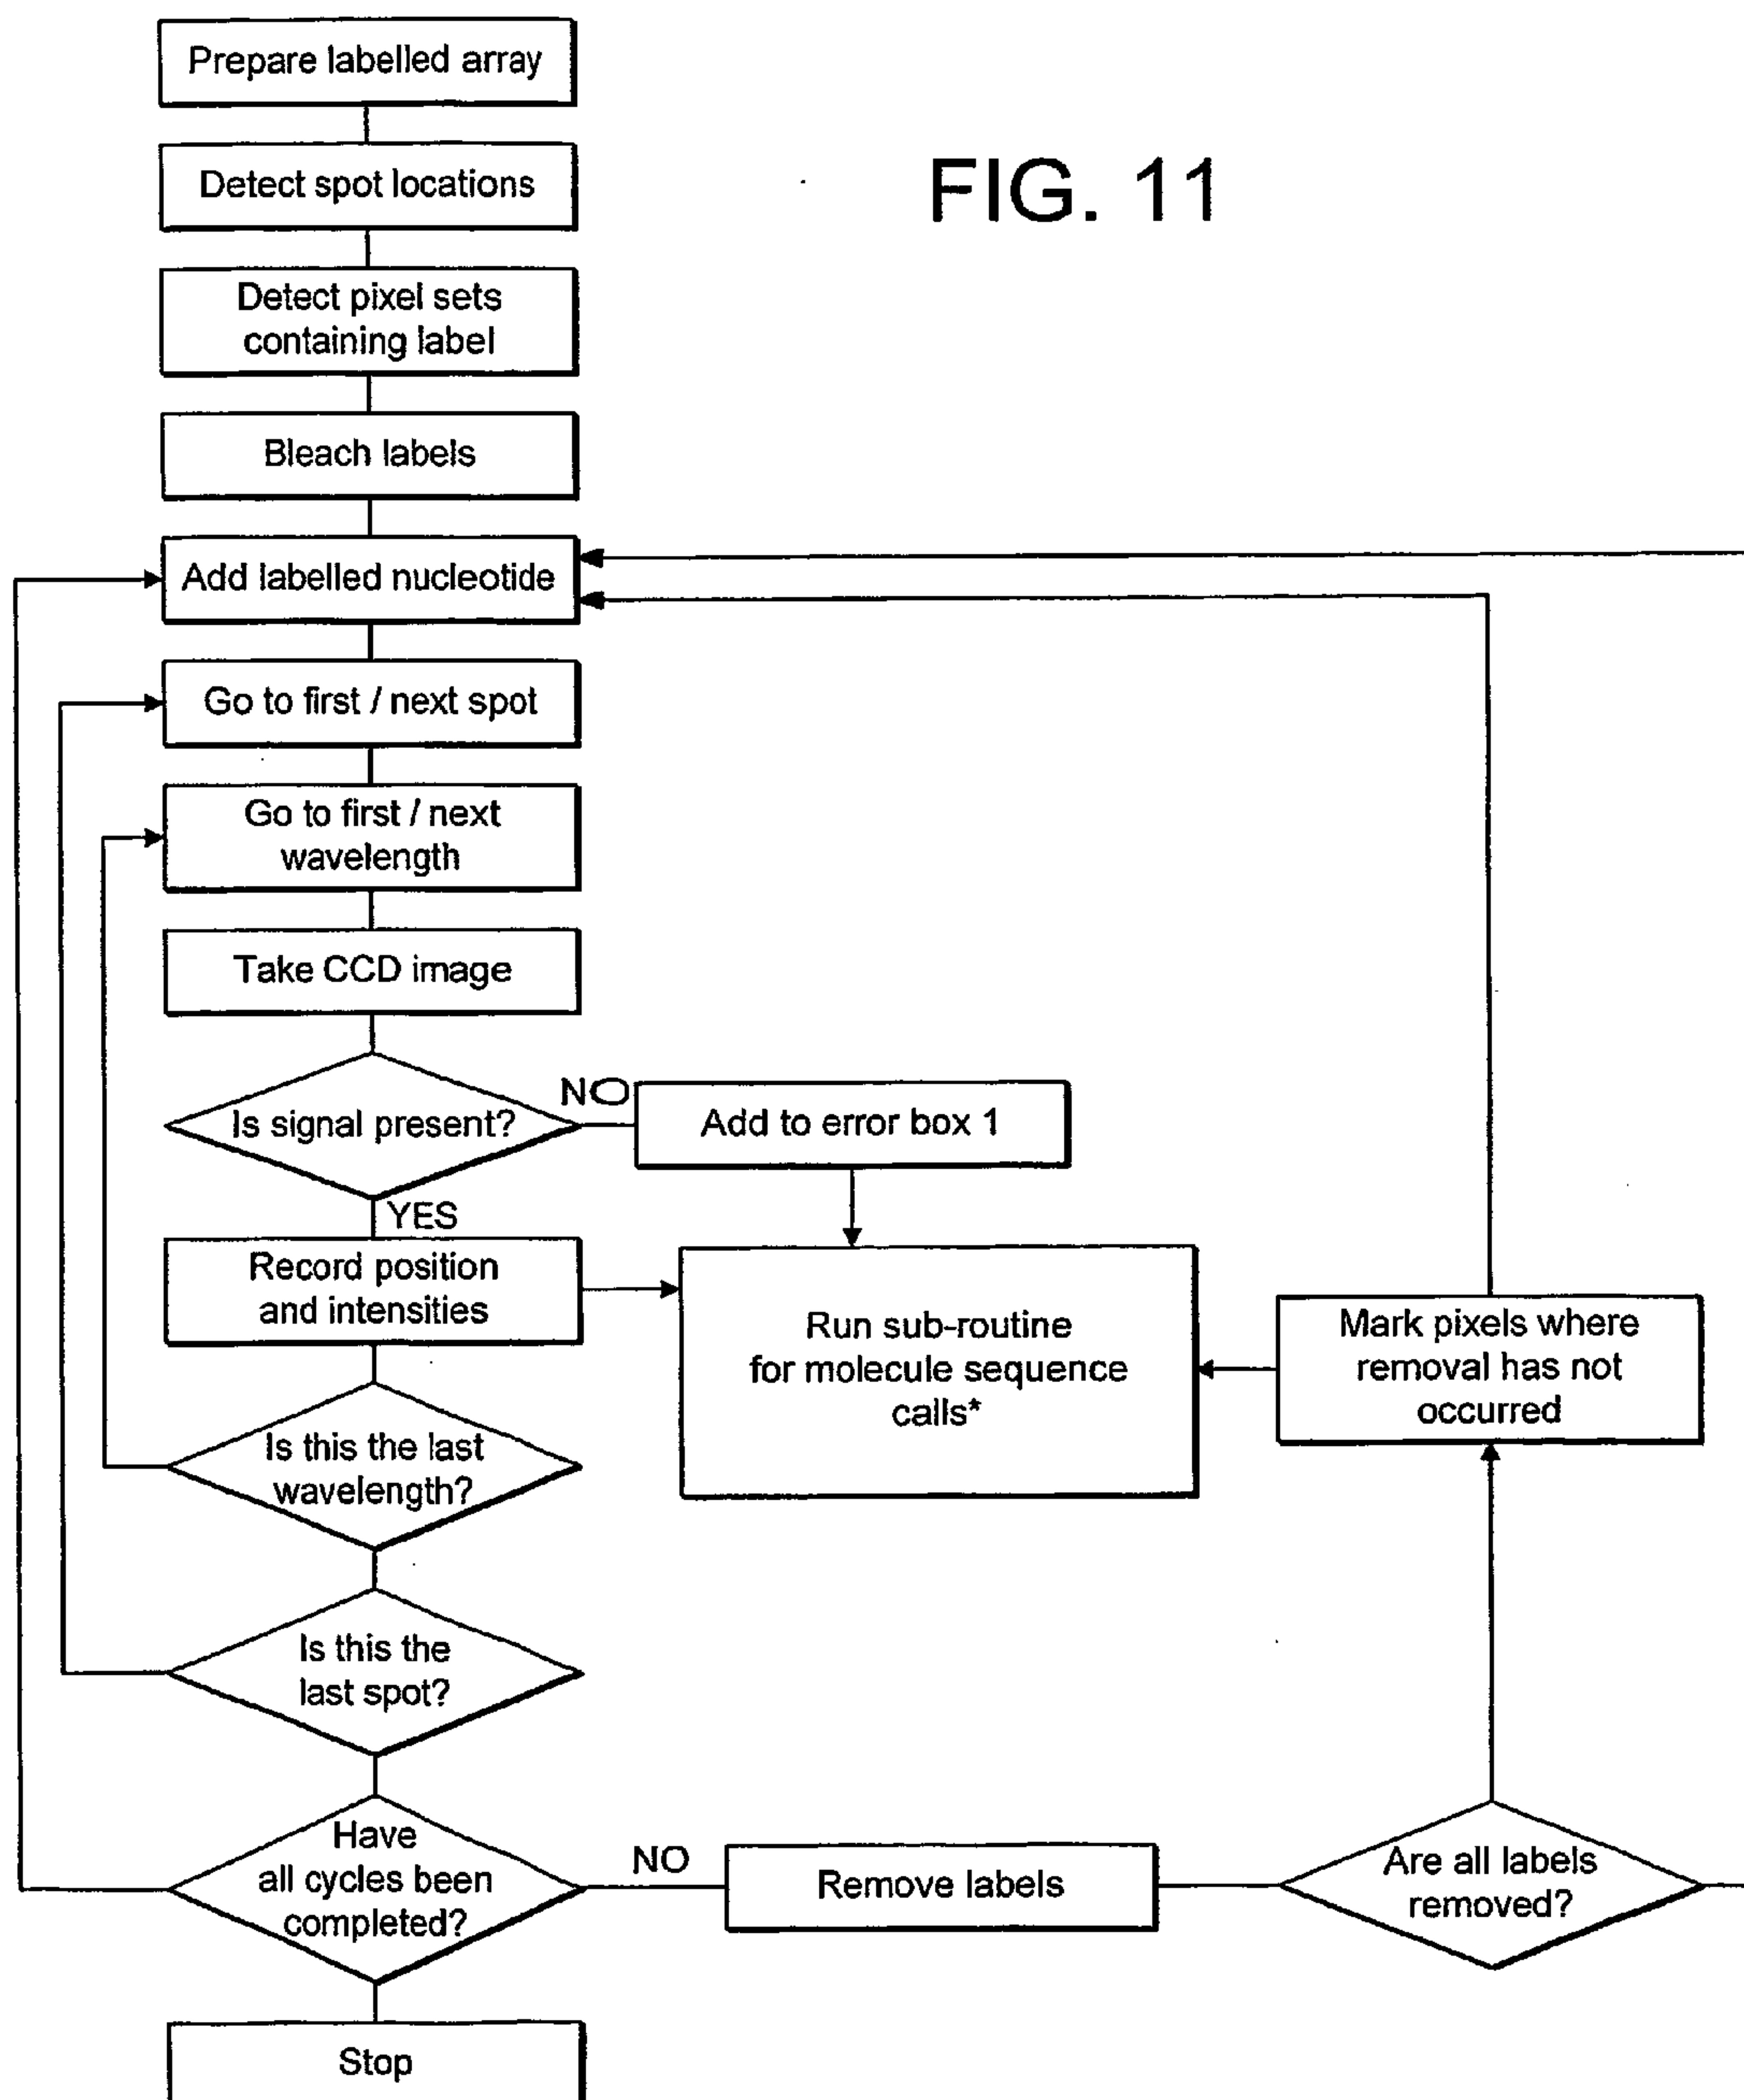 Prepare labelled array
Detect spot locations
FIG. 11
Detect pixel sets
containing label
Bleach labels
Add labelled nucleotide
Go to first / next spot
Go to first / next
wavelength
Take CCD image
Is signal present?
NO
Add to error box 1
YES
Record position
and intensities
Run sub-routine
for molecule sequence
calls*
Mark pixels where
removal has not
occurred
Is this the last
wavelength?
Is this the
last spot?
Have
all cycles been
completed?
NO
Remove labels
Are all labels
removed?
Stop